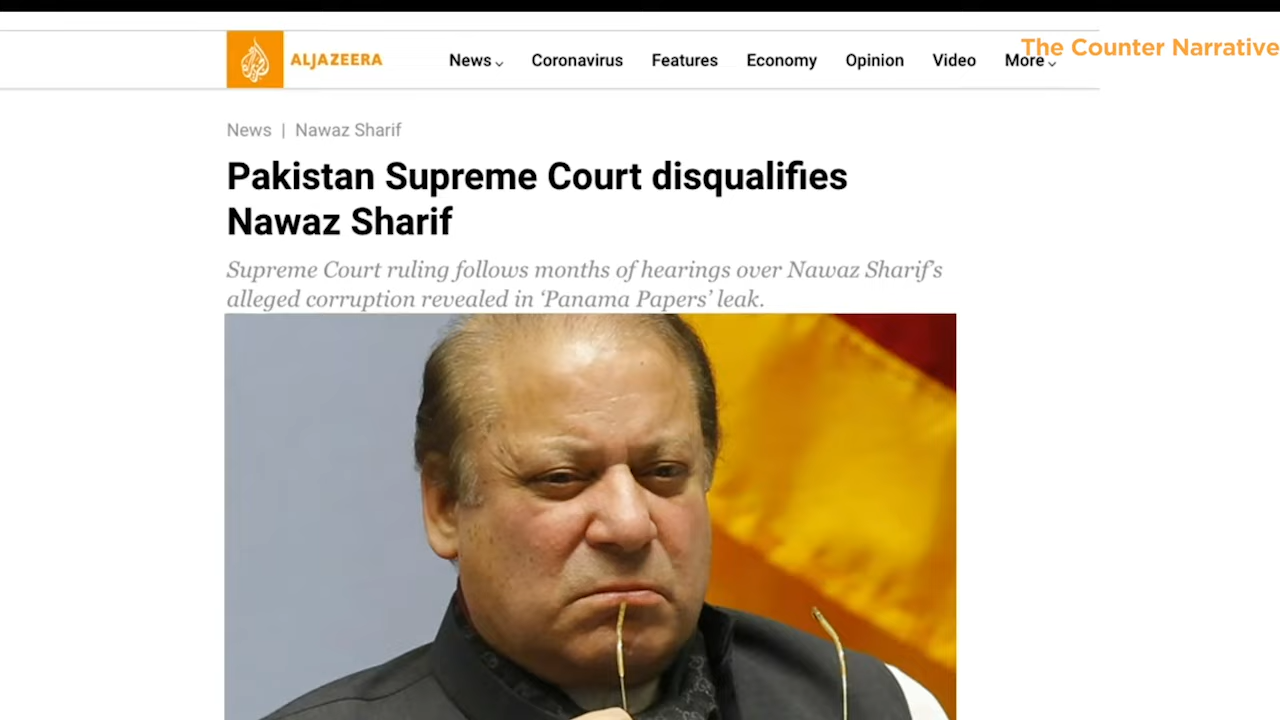 The Counter Narrative
ALJAZEERA
News Coronavirus Features Economy Opinion Video More
News | Nawaz Sharif
Pakistan Supreme Court disqualifies
Nawaz Sharif
Supreme Court ruling follows months of hearings over Nawaz Sharif’s
alleged corruption revealed in ‘Panama Papers’ leak.